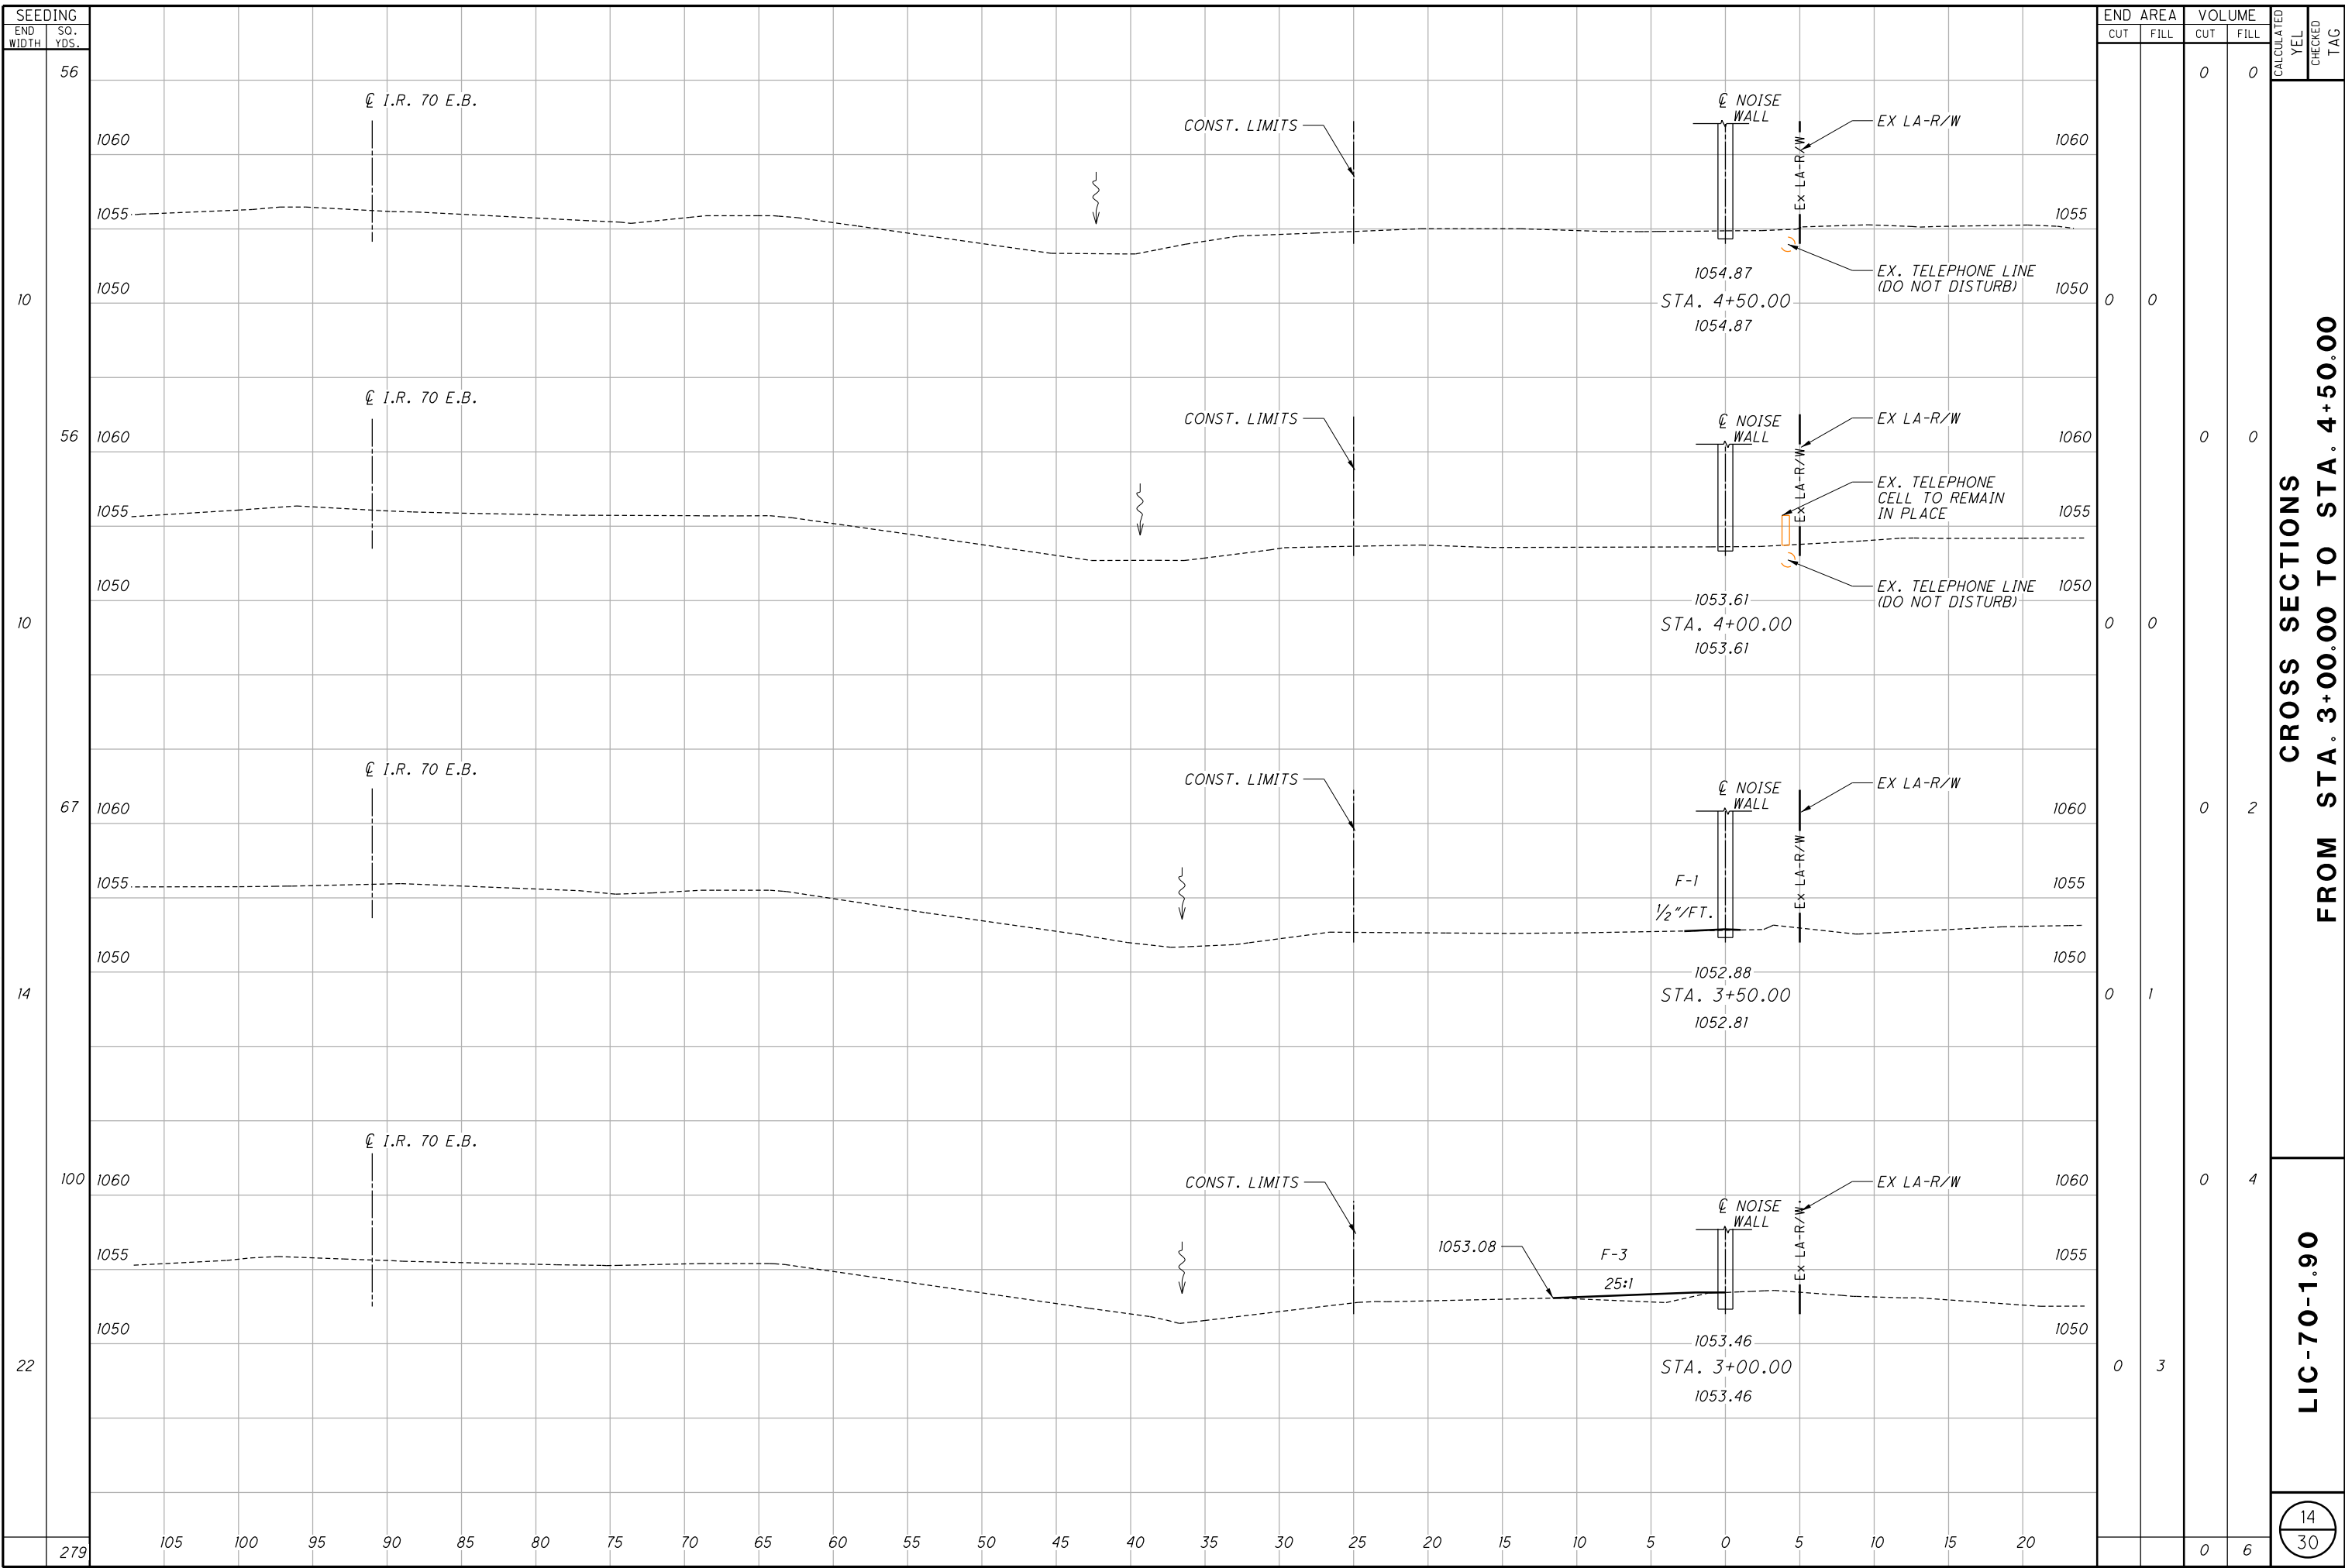 SEEDING
END WIDTH
SQ. YDS.
END AREA
VOLUME
CUT
FILL
CUT
FILL
CALCULATED
YEL
CHECKED
TAG
56
0
0
℄ I.R. 70 E.B.
CONST. LIMITS
℄ NOISE
WALL
EX LA-R/W
Ex LA-R/W
1060
1060
1055
1055
EX. TELEPHONE LINE
(DO NOT DISTURB)
1050
1050
1054.87
10
STA. 4+50.00
0
0
1054.87
℄ I.R. 70 E.B.
CONST. LIMITS
℄ NOISE
WALL
EX LA-R/W
Ex LA-R/W
56
1060
1060
0
0
EX. TELEPHONE
CELL TO REMAIN
IN PLACE
1055
1055
EX. TELEPHONE LINE
(DO NOT DISTURB)
1050
1050
1053.61
10
STA. 4+00.00
0
0
1053.61
℄ I.R. 70 E.B.
CONST. LIMITS
℄ NOISE
WALL
EX LA-R/W
Ex LA-R/W
67
1060
1060
0
2
1055
1055
F-1
1/2"/FT.
1050
1050
1052.88
14
STA. 3+50.00
0
1
1052.81
℄ I.R. 70 E.B.
CONST. LIMITS
℄ NOISE
WALL
EX LA-R/W
Ex LA-R/W
100
1060
1060
0
4
1053.08
F-3
25:1
1055
1055
1050
1050
1053.46
22
STA. 3+00.00
0
3
1053.46
105 100 95 90 85 80 75 70 65 60 55 50 45 40 35 30 25 20 15 10 5 0 5 10 15 20
279
0
6
CROSS SECTIONS
FROM STA. 3+00.00 TO STA. 4+50.00
LIC-70-1.90
14
30